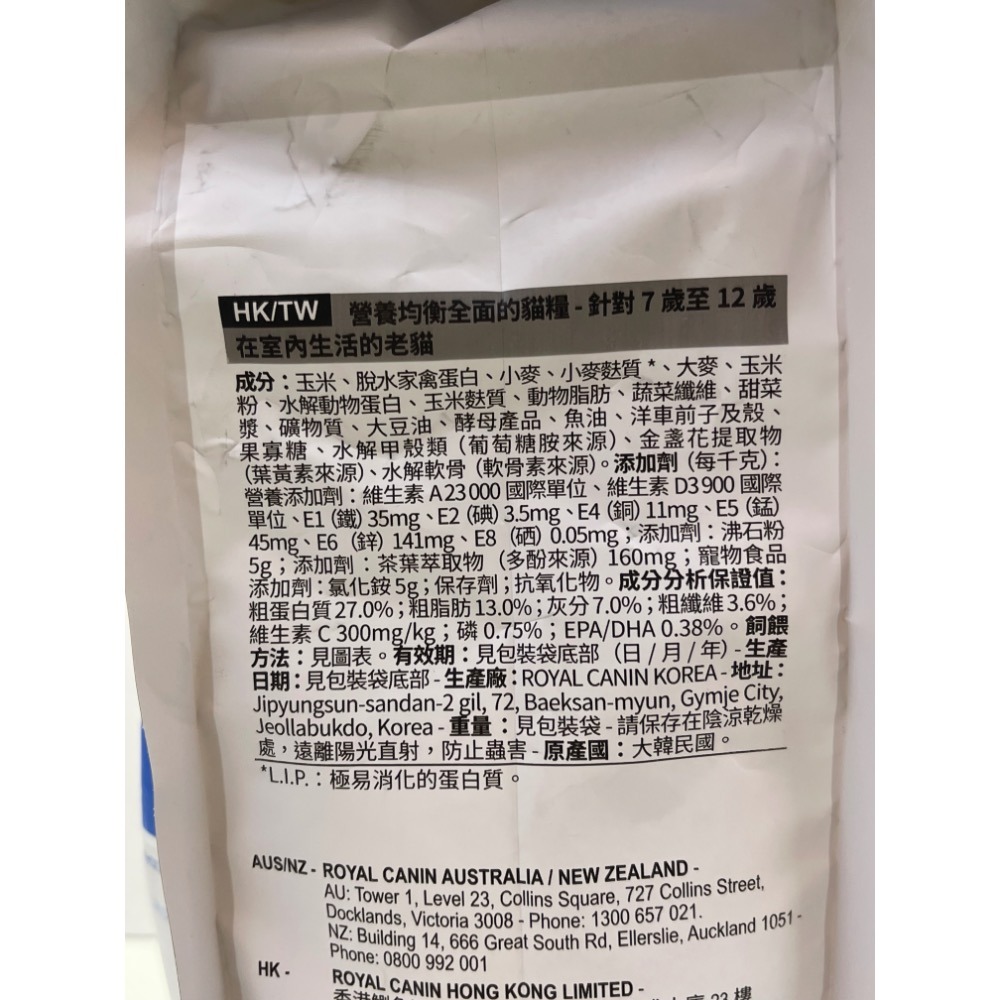 HK/TW 營養均衡全面的貓糧 - 針對 7 歲至 12 歲
在室內生活的老貓
成分：玉米、脫水家禽蛋白、小麥、小麥麩質 *、大麥、玉米
粉、水解動物蛋白、玉米麩質、動物脂肪、蔬菜纖維、甜菜
漿、礦物質、大豆油、酵母產品、魚油、洋車前子及殼、
果寡糖、水解甲殼類（葡萄糖胺來源）、金盞花提取物
（葉黃素來源）、水解軟骨（軟骨素來源）。添加劑（每千克）：
營養添加劑：維生素 A23000 國際單位、維生素 D3900 國際
單位、E1 (鐵) 35mg、E2 (碘) 3.5mg、E4 (銅) 11mg、E5 (錳)
45mg、E6 (鋅) 141mg、E8 (硒) 0.05mg；添加劑：沸石粉
5g；添加劑：茶葉萃取物（多酚來源）160mg；寵物食品
添加劑：氯化銨 5g；保存劑；抗氧化物。成分分析保證值：
粗蛋白質 27.0%；粗脂肪 13.0%；灰分 7.0%；粗纖維 3.6%；
維生素 C 300mg/kg；磷 0.75%；EPA/DHA 0.38%。飼餵
方法：見圖表。有效期：見包裝袋底部（日 / 月 / 年）- 生產
日期：見包裝袋底部 - 生產廠：ROYAL CANIN KOREA - 地址：
Jipyungsun-sandan-2 gil, 72, Baeksan-myun, Gymje City,
Jeollabukdo, Korea - 重量：見包裝袋 - 請保存在陰涼乾燥
處，遠離陽光直射，防止蟲害 - 原產國：大韓民國。
*L.I.P.：極易消化的蛋白質。
AUS/NZ - ROYAL CANIN AUSTRALIA / NEW ZEALAND -
AU: Tower 1, Level 23, Collins Square, 727 Collins Street,
Docklands, Victoria 3008 - Phone: 1300 657 021.
NZ: Building 14, 666 Great South Rd, Ellerslie, Auckland 1051 -
Phone: 0800 992 001
HK - ROYAL CANIN HONG KONG LIMITED -
香港 23 樓